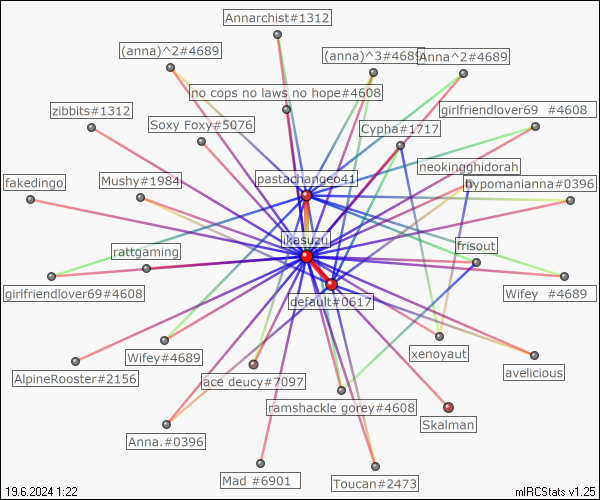 Annarchist#1312
(anna)^2#4689
(anna)^3#4689
Anna^2#4689
no cops no laws no hope#4608
zibbits#1312
girlfriendlover69 #4608
Soxy Foxy#5076
Cypha#1717
neokingghidorah
fakedingo
Mushy#1984
pastachangeo41
hypomanianna#0396
ikasuzu
rattgaming
frisout
girlfriendlover69#4608
default#0617
Wifey #4689
Wifey#4689
xenoyaut
AlpineRooster#2156
ace deucy#7097
avelicious
ramshackle gorey#4608
Skalman
Anna.#0396
Mad #6901
Toucan#2473
19.6.2024 1:22
mIRCStats v1.25